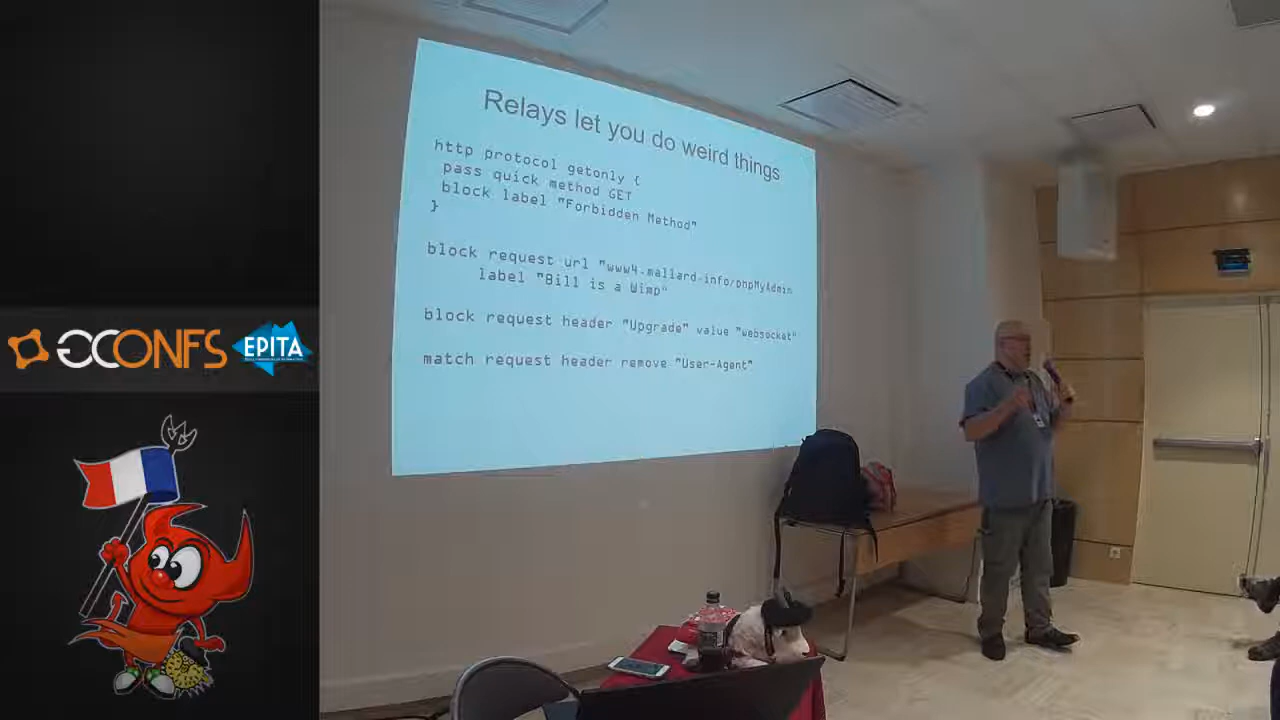 Relays let you do weird things
http protocol getonly {
pass quick method GET
block label "Forbidden Method"
}
block request url "www4.mallard-info/phpMyAdmin
label "Bill is a Wimp"
block request header "Upgrade" value "websocket"
match request header remove "User-Agent"
GCONFS
EPITA